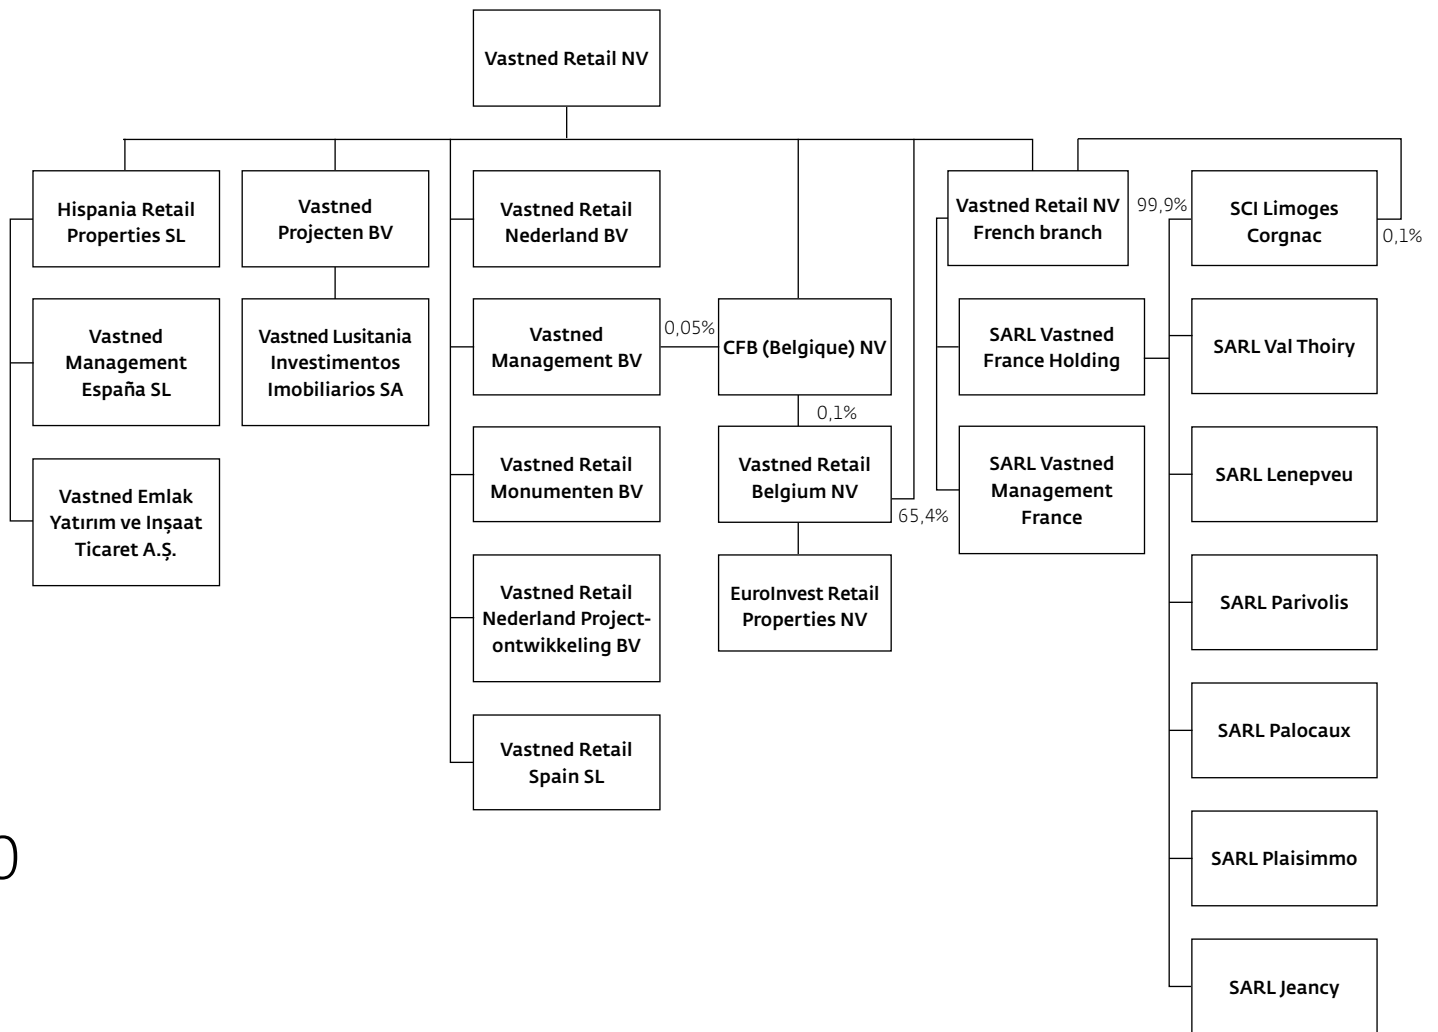 Vastned Retail NV
Hispania Retail
Properties SL
Vastned
Management
España SL
Vastned Emlak
Yatırım ve Inşaat
Ticaret A.Ş.
Vastned
Projecten BV
Vastned Lusitania
Investimentos
Imobiliarios SA
Vastned Retail
Nederland BV
Vastned
Management BV
Vastned Retail
Monumenten BV
Vastned Retail
Nederland Project-
ontwikkeling BV
Vastned Retail
Spain SL
0,05%
CFB (Belgique) NV
0,1%
Vastned Retail
Belgium NV
65,4%
EuroInvest Retail
Properties NV
Vastned Retail NV
French branch
SARL Vastned
France Holding
SARL Vastned
Management
France
99,9%
SCI Limoges
Corgnac
0,1%
SARL Val Thoiry
SARL Lenepveu
SARL Parivolis
SARL Palocaux
SARL Plaisimmo
SARL Jeancy